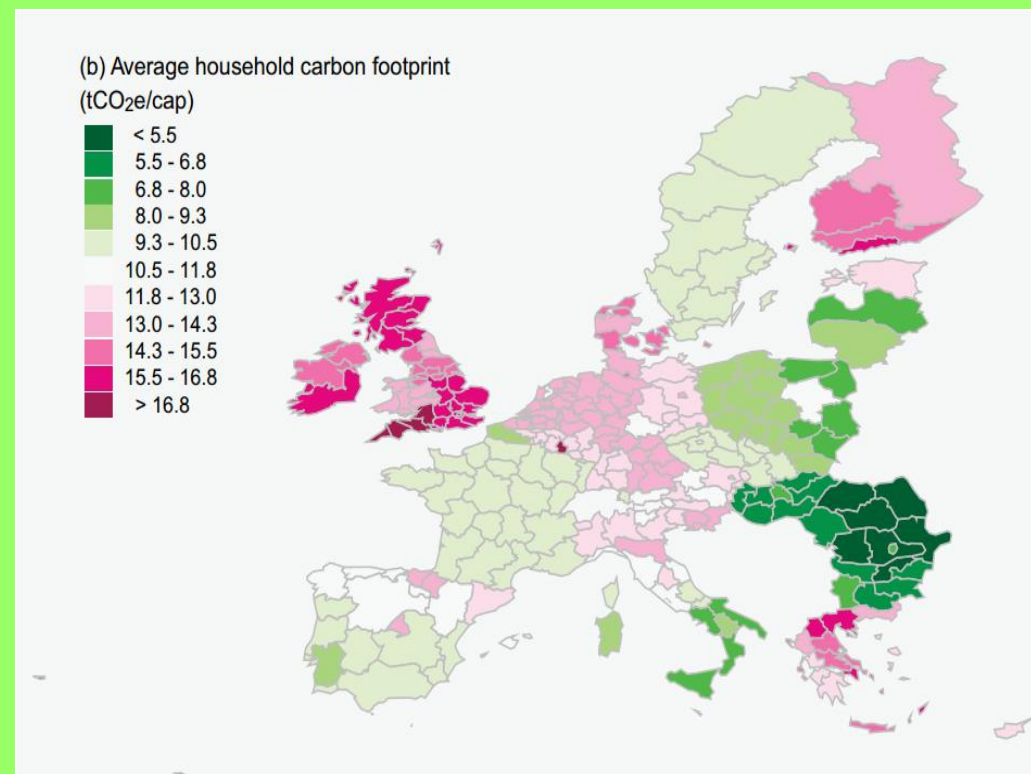 (b) Average household carbon footprint
(tCO₂e/cap)
< 5.5
5.5 - 6.8
6.8 - 8.0
8.0 - 9.3
9.3 - 10.5
10.5 - 11.8
11.8 - 13.0
13.0 - 14.3
14.3 - 15.5
15.5 - 16.8
> 16.8